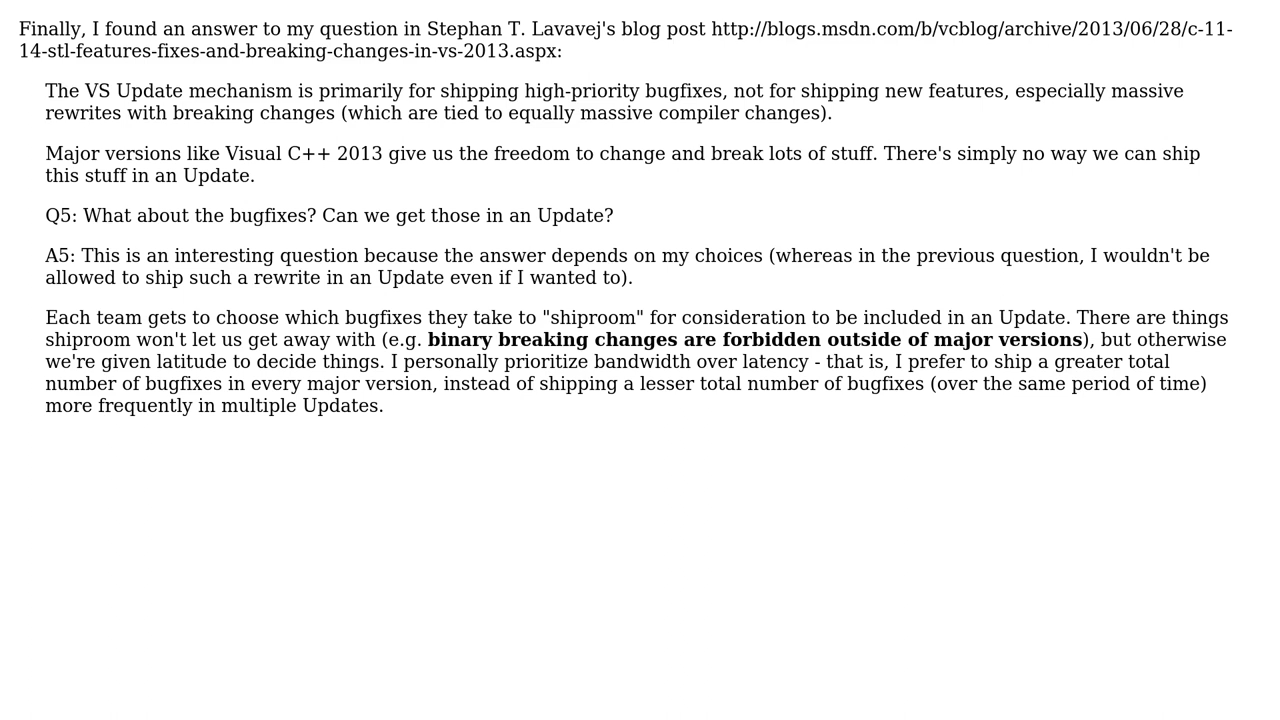 Finally, I found an answer to my question in Stephan T. Lavavej's blog post http://blogs.msdn.com/b/vcblog/archive/2013/06/28/c-11-
14-stl-features-fixes-and-breaking-changes-in-vs-2013.aspx:
The VS Update mechanism is primarily for shipping high-priority bugfixes, not for shipping new features, especially massive
rewrites with breaking changes (which are tied to equally massive compiler changes).
Major versions like Visual C++ 2013 give us the freedom to change and break lots of stuff. There's simply no way we can ship
this stuff in an Update.
Q5: What about the bugfixes? Can we get those in an Update?
A5: This is an interesting question because the answer depends on my choices (whereas in the previous question, I wouldn't be
allowed to ship such a rewrite in an Update even if I wanted to).
Each team gets to choose which bugfixes they take to "shiproom" for consideration to be included in an Update. There are things
shiproom won't let us get away with (e.g. binary breaking changes are forbidden outside of major versions), but otherwise
we're given latitude to decide things. I personally prioritize bandwidth over latency - that is, I prefer to ship a greater total
number of bugfixes in every major version, instead of shipping a lesser total number of bugfixes (over the same period of time)
more frequently in multiple Updates.